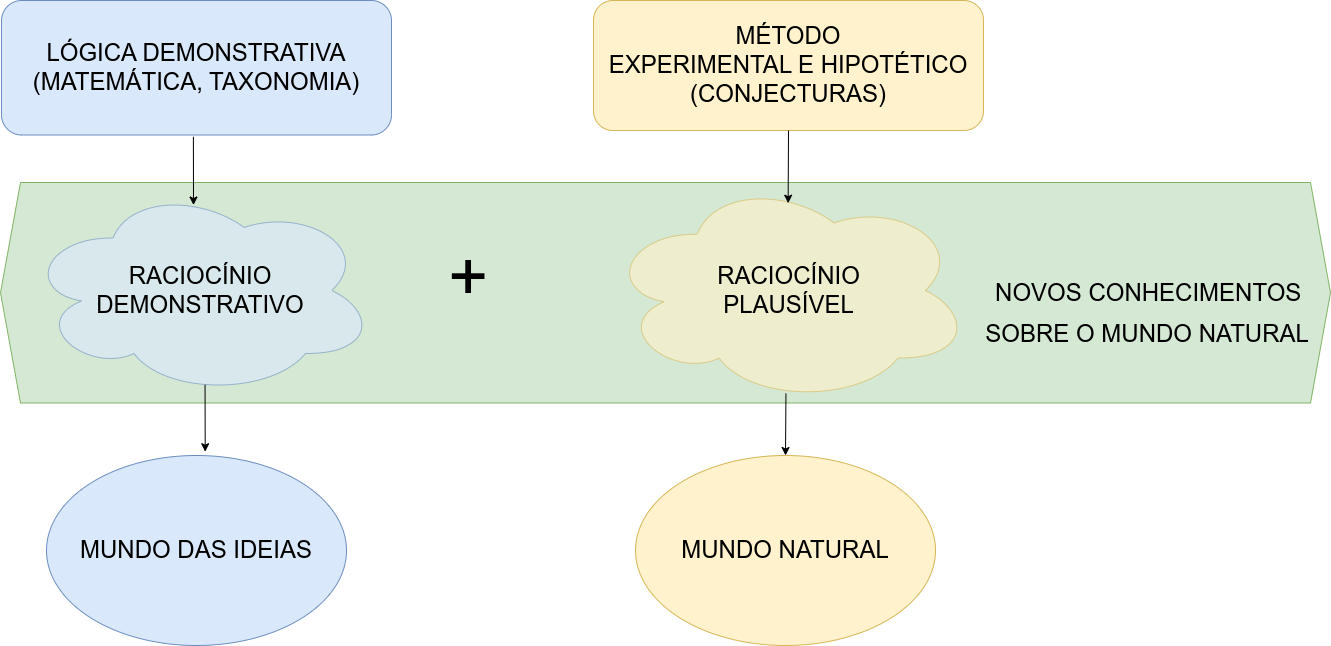 LÓGICA DEMONSTRATIVA
(MATEMÁTICA, TAXONOMIA)
MÉTODO
EXPERIMENTAL E HIPOTÉTICO
(CONJECTURAS)
RACIOCÍNIO
DEMONSTRATIVO
+
RACIOCÍNIO
PLAUSÍVEL
NOVOS CONHECIMENTOS
SOBRE O MUNDO NATURAL
MUNDO DAS IDEIAS
MUNDO NATURAL